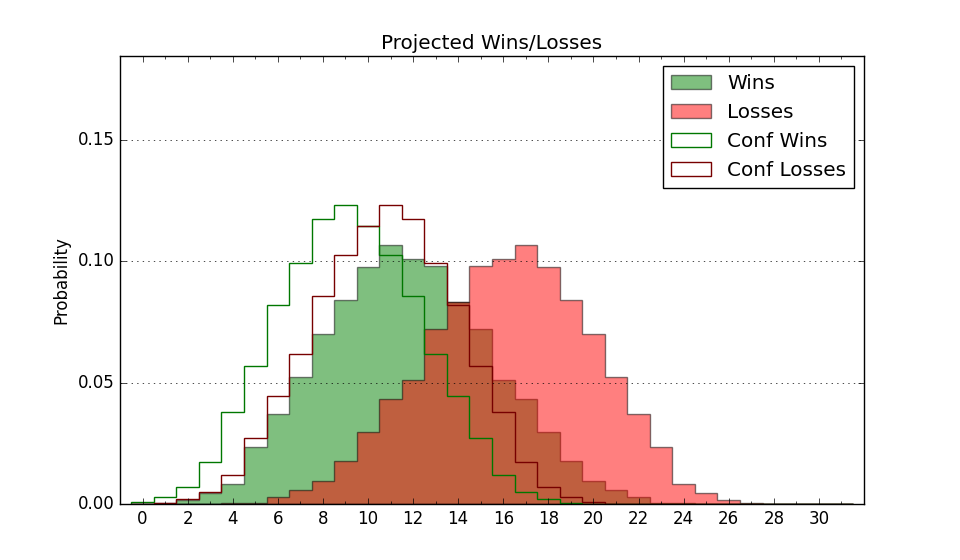 Projected Wins/Losses
Wins
Losses
Conf Wins
Conf Losses
Probability
0.15
0.10
0.05
0.00
0 2 4 6 8 10 12 14 16 18 20 22 24 26 28 30